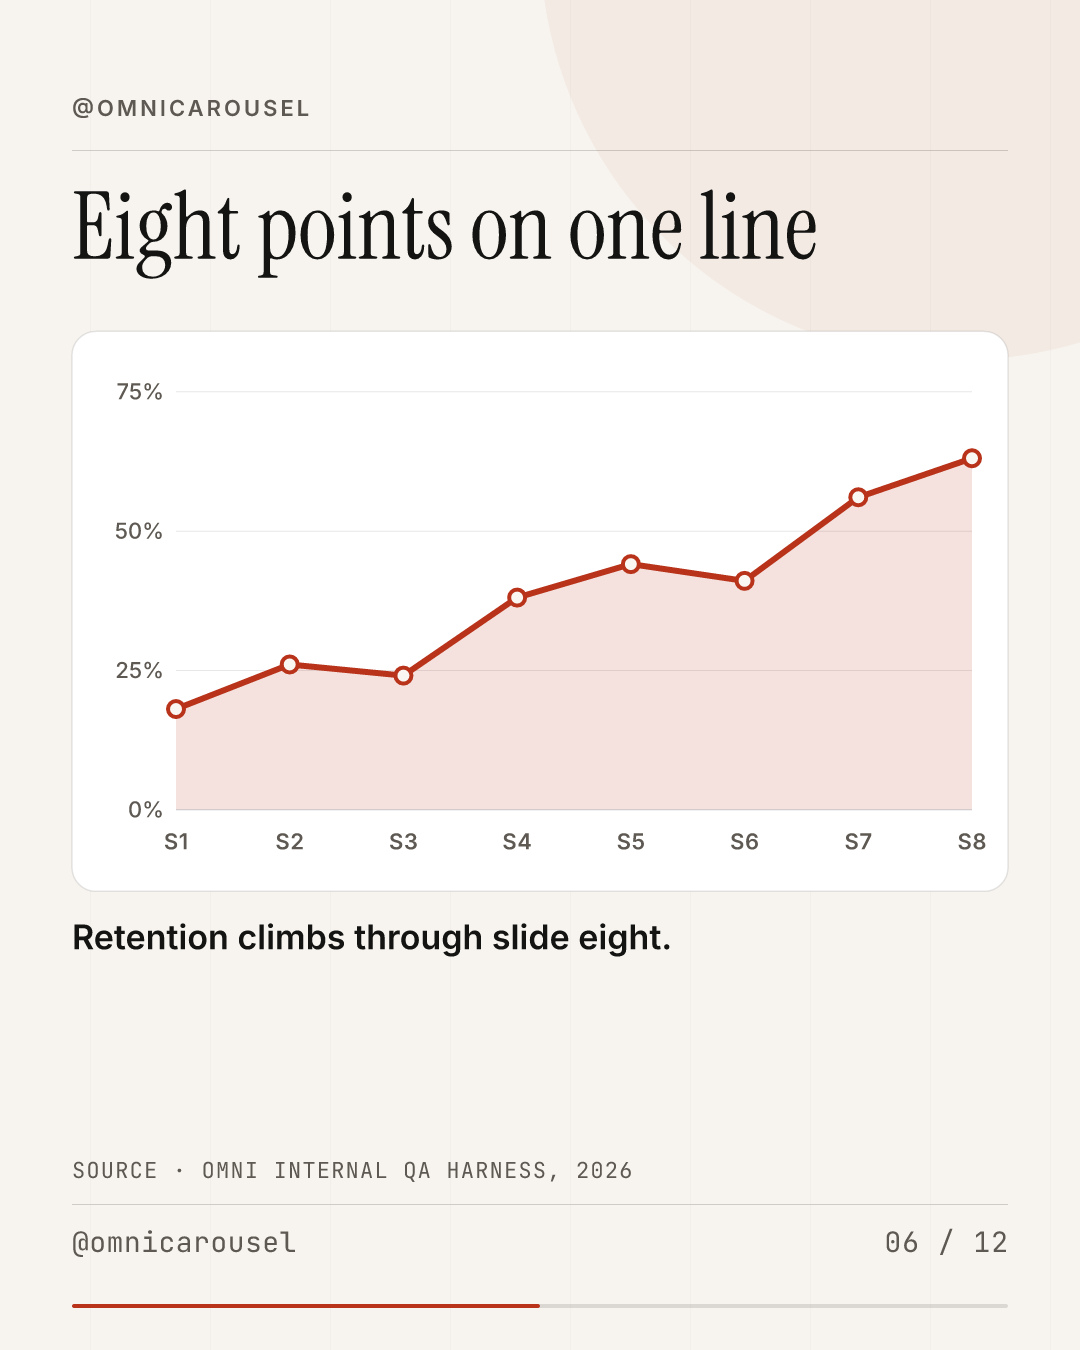 @OMNICAROUSEL
Eight points on one line
75%
50%
25%
0%
S1 S2 S3 S4 S5 S6 S7 S8
Retention climbs through slide eight.
SOURCE · OMNI INTERNAL QA HARNESS, 2026
@omnicarousel 06 / 12